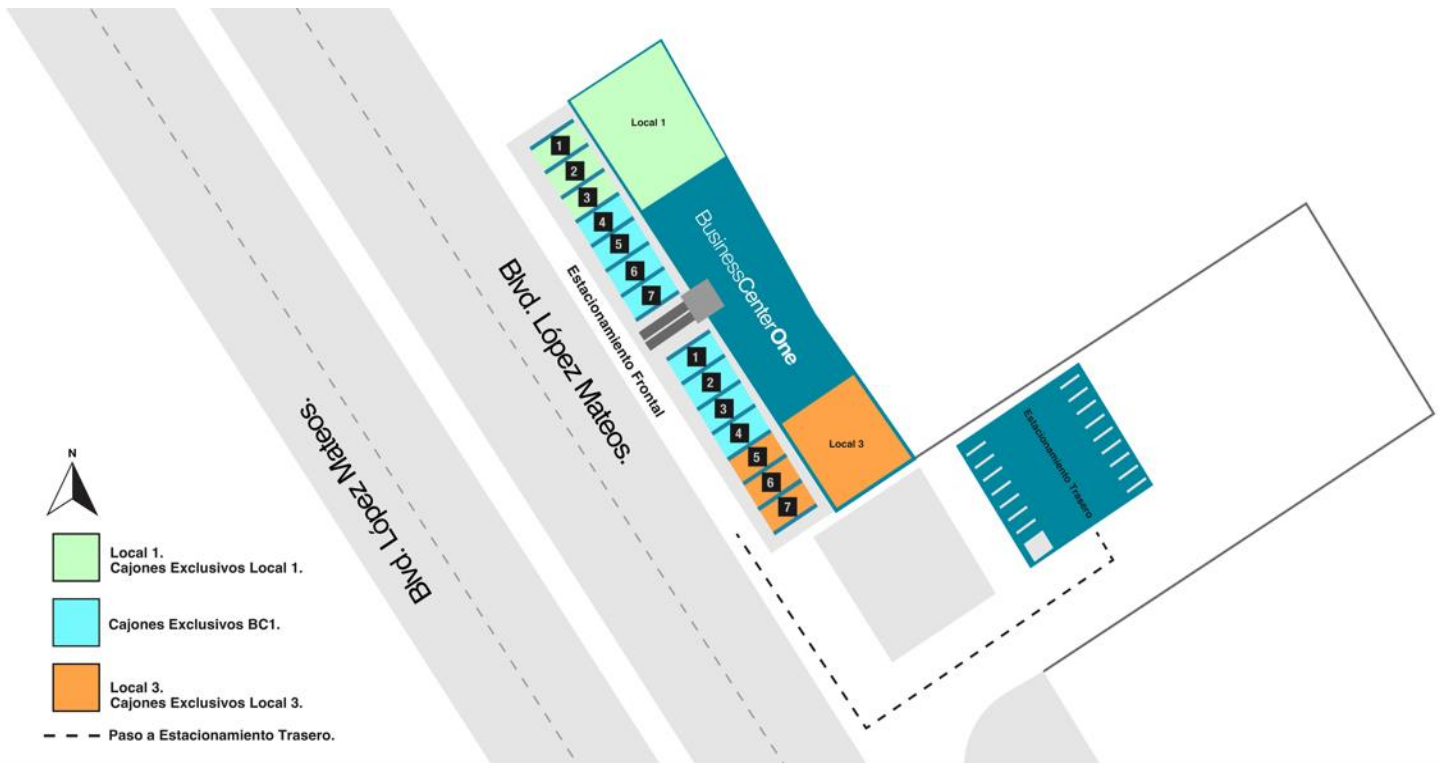 Local 1
1
2
3
4
5
6
7
BusinessCenterOne
Estacionamiento Frontal
Blvd. López Mateos.
Blvd. López Mateos.
1
2
3
4
5
6
7
Local 3
Estacionamiento Trasero
N
Local 1.
Cajones Exclusivos Local 1.
Cajones Exclusivos BC1.
Local 3.
Cajones Exclusivos Local 3.
Paso a Estacionamiento Trasero.